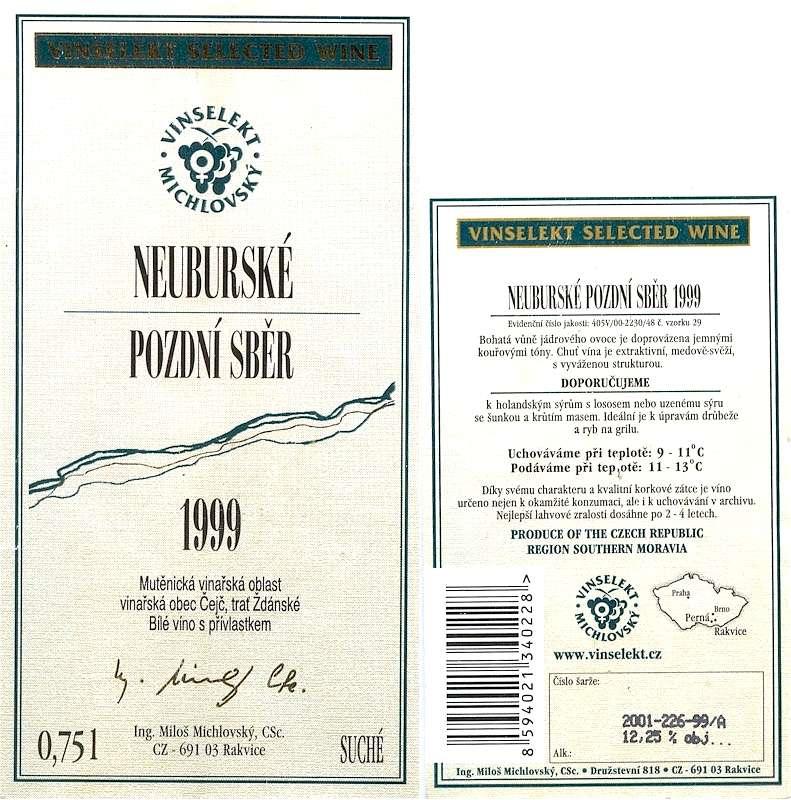 VINSELEKT SELECTED WINE
VINSELEKT
MICHLOVSKÝ
NEUBURSKÉ
POZDNÍ SBĚR
1999
Mutěnická vinařská oblast
vinařská obec Čejč, trať Ždánské
Bílé víno s přívlastkem
Ing. Miloš Michlovský, CSc.
CZ - 691 03 Rakvice
0,75 l
SUCHÉ
VINSELEKT SELECTED WINE
NEUBURSKÉ POZDNÍ SBĚR 1999
Evidenční číslo jakosti: 405V/00-2230/48 č. vzorku 29
Bohatá vůně jádrového ovoce je doprovázena jemnými
kouřovými tóny. Chuť vína je extraktivní, medově-svěží,
s vyváženou strukturou.
DOPORUČUJEME
k holandským sýrům s lososem nebo uzenému sýru
se šunkou a krůtím masem. Ideální je k úpravám drůbeže
a ryb na grilu.
Uchováváme při teplotě: 9 - 11°C
Podáváme při teplotě: 11 - 13°C
Díky svému charakteru a kvalitní korkové zátce je víno
určeno nejen k okamžité konzumaci, ale i k uchovávání v archivu.
Nejlepší lahvové zralosti dosáhne po 2 - 4 letech.
PRODUCE OF THE CZECH REPUBLIC
REGION SOUTHERN MORAVIA
8 594021 340228 >
VINSELEKT
MICHLOVSKÝ
Praha
Brno
Perná
Rakvice
www.vinselekt.cz
Číslo šarže:
2001-226-99/A
12,25 % obj...
Alk.:
Ing. Miloš Michlovský, CSc. • Družstevní 818 • CZ - 691 03 Rakvice